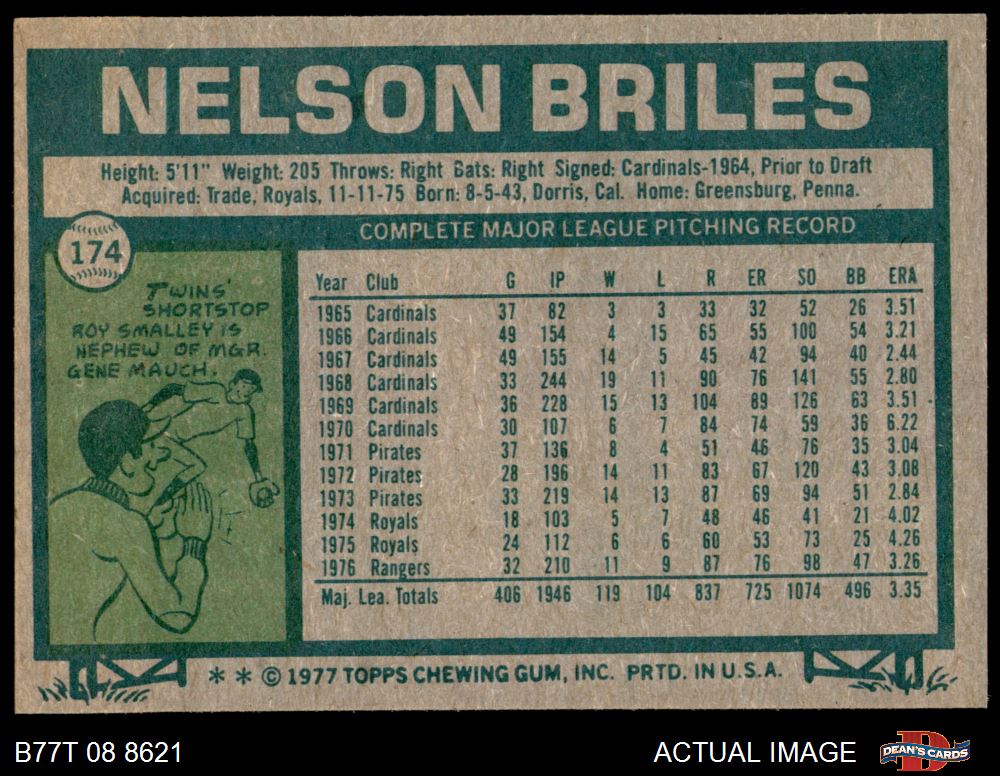 NELSON BRILES
Height: 5'11" Weight: 205 Throws: Right Bats: Right Signed: Cardinals-1964, Prior to Draft
Acquired: Trade, Royals, 11-11-75 Born: 8-5-43, Dorris, Cal. Home: Greensburg, Penna.
174
COMPLETE MAJOR LEAGUE PITCHING RECORD
TWINS'
SHORTSTOP
ROY SMALLEY IS
NEPHEW OF MGR.
GENE MAUCH.
Year Club G IP W L R ER SO BB ERA
1965 Cardinals 37 82 3 3 33 32 52 26 3.51
1966 Cardinals 49 154 4 15 65 55 100 54 3.21
1967 Cardinals 49 155 14 5 45 42 94 40 2.44
1968 Cardinals 33 244 19 11 90 76 141 55 2.80
1969 Cardinals 36 228 15 13 104 89 126 63 3.51
1970 Cardinals 30 107 6 7 84 74 59 36 6.22
1971 Pirates 37 136 8 4 51 46 76 35 3.04
1972 Pirates 28 196 14 11 83 67 120 43 3.08
1973 Pirates 33 219 14 13 87 69 94 51 2.84
1974 Royals 18 103 5 7 48 46 41 21 4.02
1975 Royals 24 112 6 6 60 53 73 25 4.26
1976 Rangers 32 210 11 9 87 76 98 47 3.26
Maj. Lea. Totals 406 1946 119 104 837 725 1074 496 3.35
* * © 1977 TOPPS CHEWING GUM, INC. PRTD. IN U.S.A.
B77T 08 8621
ACTUAL IMAGE
D
DEAN'S CARDS